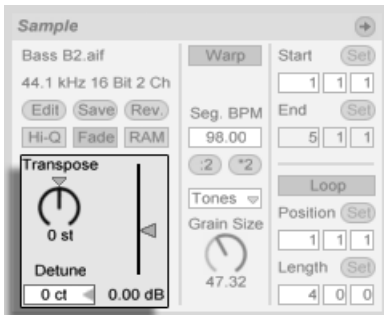 Sample
Bass B2.aif
44.1 kHz 16 Bit 2 Ch
Edit Save Rev.
Hi-Q Fade RAM
Transpose
0 st
Detune
0 ct 0.00 dB
Warp
Seg. BPM
98.00
:2 *2
Tones
Grain Size
47.32
Start Set
1 1 1
End Set
5 1 1
Loop
Position Set
1 1 1
Length Set
4 0 0